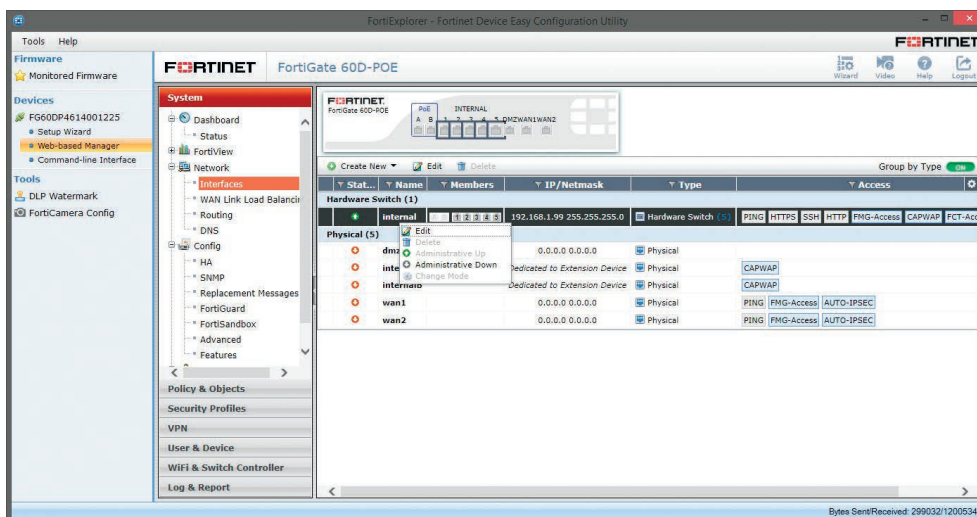 FortiExplorer - Fortinet Device Easy Configuration Utility
Tools Help
FORTINET
Firmware
Monitored Firmware
Devices
FG60DP4614001225
Setup Wizard
Web-based Manager
Command-line Interface
Tools
DLP Watermark
FortiCamera Config
FORTINET FortiGate 60D-POE
Wizard Video Help Logout
System
Dashboard
Status
FortiView
Network
Interfaces
WAN Link Load Balancin
Routing
DNS
Config
HA
SNMP
Replacement Messages
FortiGuard
FortiSandbox
Advanced
Features
Policy & Objects
Security Profiles
VPN
User & Device
WiFi & Switch Controller
Log & Report
FORTINET
FortiGate 60D-POE
PoE INTERNAL
A B 1 2 3 4 5 DMZ WAN1 WAN2
Create New Edit Delete Group by Type ON
Stat... Name Members IP/Netmask Type Access
Hardware Switch (1)
internal 1 2 3 4 5 192.168.1.99 255.255.255.0 Hardware Switch (5) PING HTTPS SSH HTTP FMG-Access CAPWAP FCT-Acc
Physical (5)
dmz 0.0.0.0 0.0.0.0 Physical
inte Dedicated to Extension Device Physical CAPWAP
internalb Dedicated to Extension Device Physical CAPWAP
wan1 0.0.0.0 0.0.0.0 Physical PING FMG-Access AUTO-IPSEC
wan2 0.0.0.0 0.0.0.0 Physical PING FMG-Access AUTO-IPSEC
Edit
Delete
Administrative Up
Administrative Down
Change Mode
Bytes Sent/Received: 299032/1200534